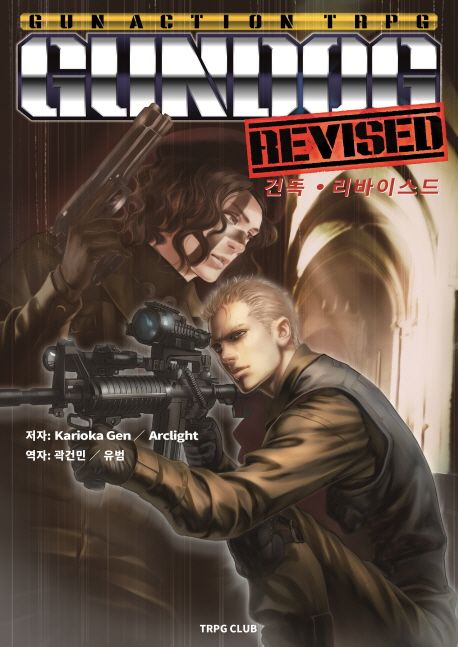 GUN ACTION TRPG
GUNDOG
REVISED
건독 • 리바이스드
저자: Karioka Gen / Arclight
역자: 곽건민 / 유범
TRPG CLUB